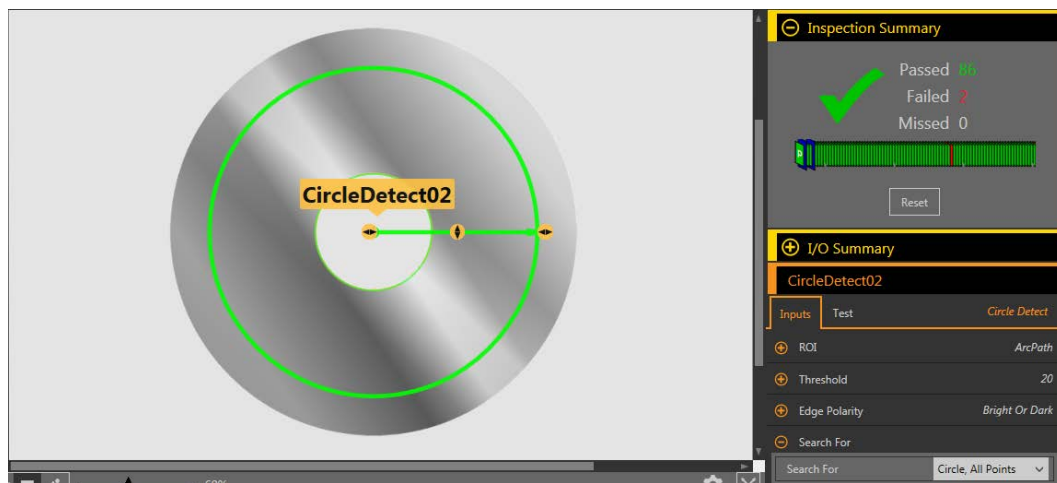 Inspection Summary
Passed 86
Failed 2
Missed 0
Reset
I/O Summary
CircleDetect02
CircleDetect02
Inputs Test Circle Detect
ROI ArcPath
Threshold 20
Edge Polarity Bright Or Dark
Search For
Search For Circle, All Points